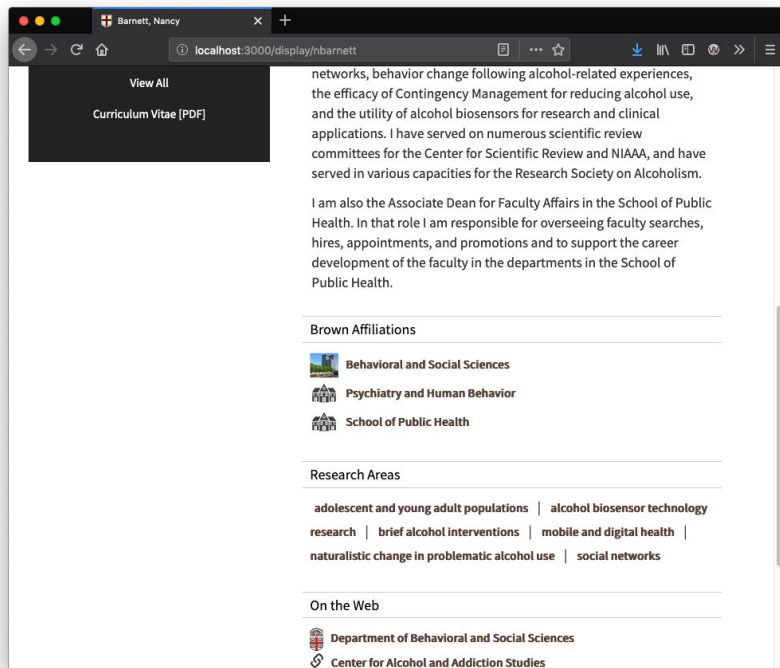 Barnett, Nancy
localhost:3000/display/nbarnett
View All
Curriculum Vitae [PDF]
networks, behavior change following alcohol-related experiences,
the efficacy of Contingency Management for reducing alcohol use,
and the utility of alcohol biosensors for research and clinical
applications. I have served on numerous scientific review
committees for the Center for Scientific Review and NIAAA, and have
served in various capacities for the Research Society on Alcoholism.
I am also the Associate Dean for Faculty Affairs in the School of Public
Health. In that role I am responsible for overseeing faculty searches,
hires, appointments, and promotions and to support the career
development of the faculty in the departments in the School of
Public Health.
Brown Affiliations
Behavioral and Social Sciences
Psychiatry and Human Behavior
School of Public Health
Research Areas
adolescent and young adult populations | alcohol biosensor technology
research | brief alcohol interventions | mobile and digital health |
naturalistic change in problematic alcohol use | social networks
On the Web
Department of Behavioral and Social Sciences
Center for Alcohol and Addiction Studies